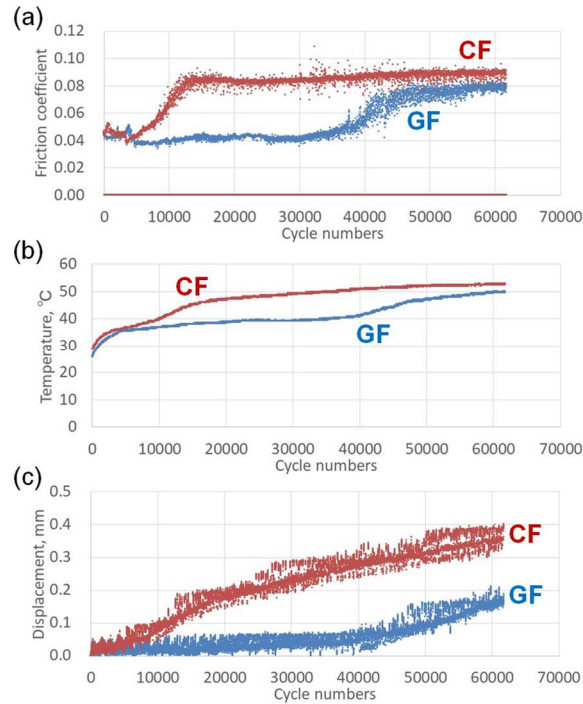 (a)
0.12
0.10
0.08
0.06
0.04
0.02
0.00
Friction coefficient
CF
GF
0 10000 20000 30000 40000 50000 60000 70000
Cycle numbers
(b)
60
50
40
30
20
10
0
Temperature, °C
CF
GF
0 10000 20000 30000 40000 50000 60000 70000
Cycle numbers
(c)
0.5
0.4
0.3
0.2
0.1
0.0
Displacement, mm
CF
GF
0 10000 20000 30000 40000 50000 60000 70000
Cycle numbers